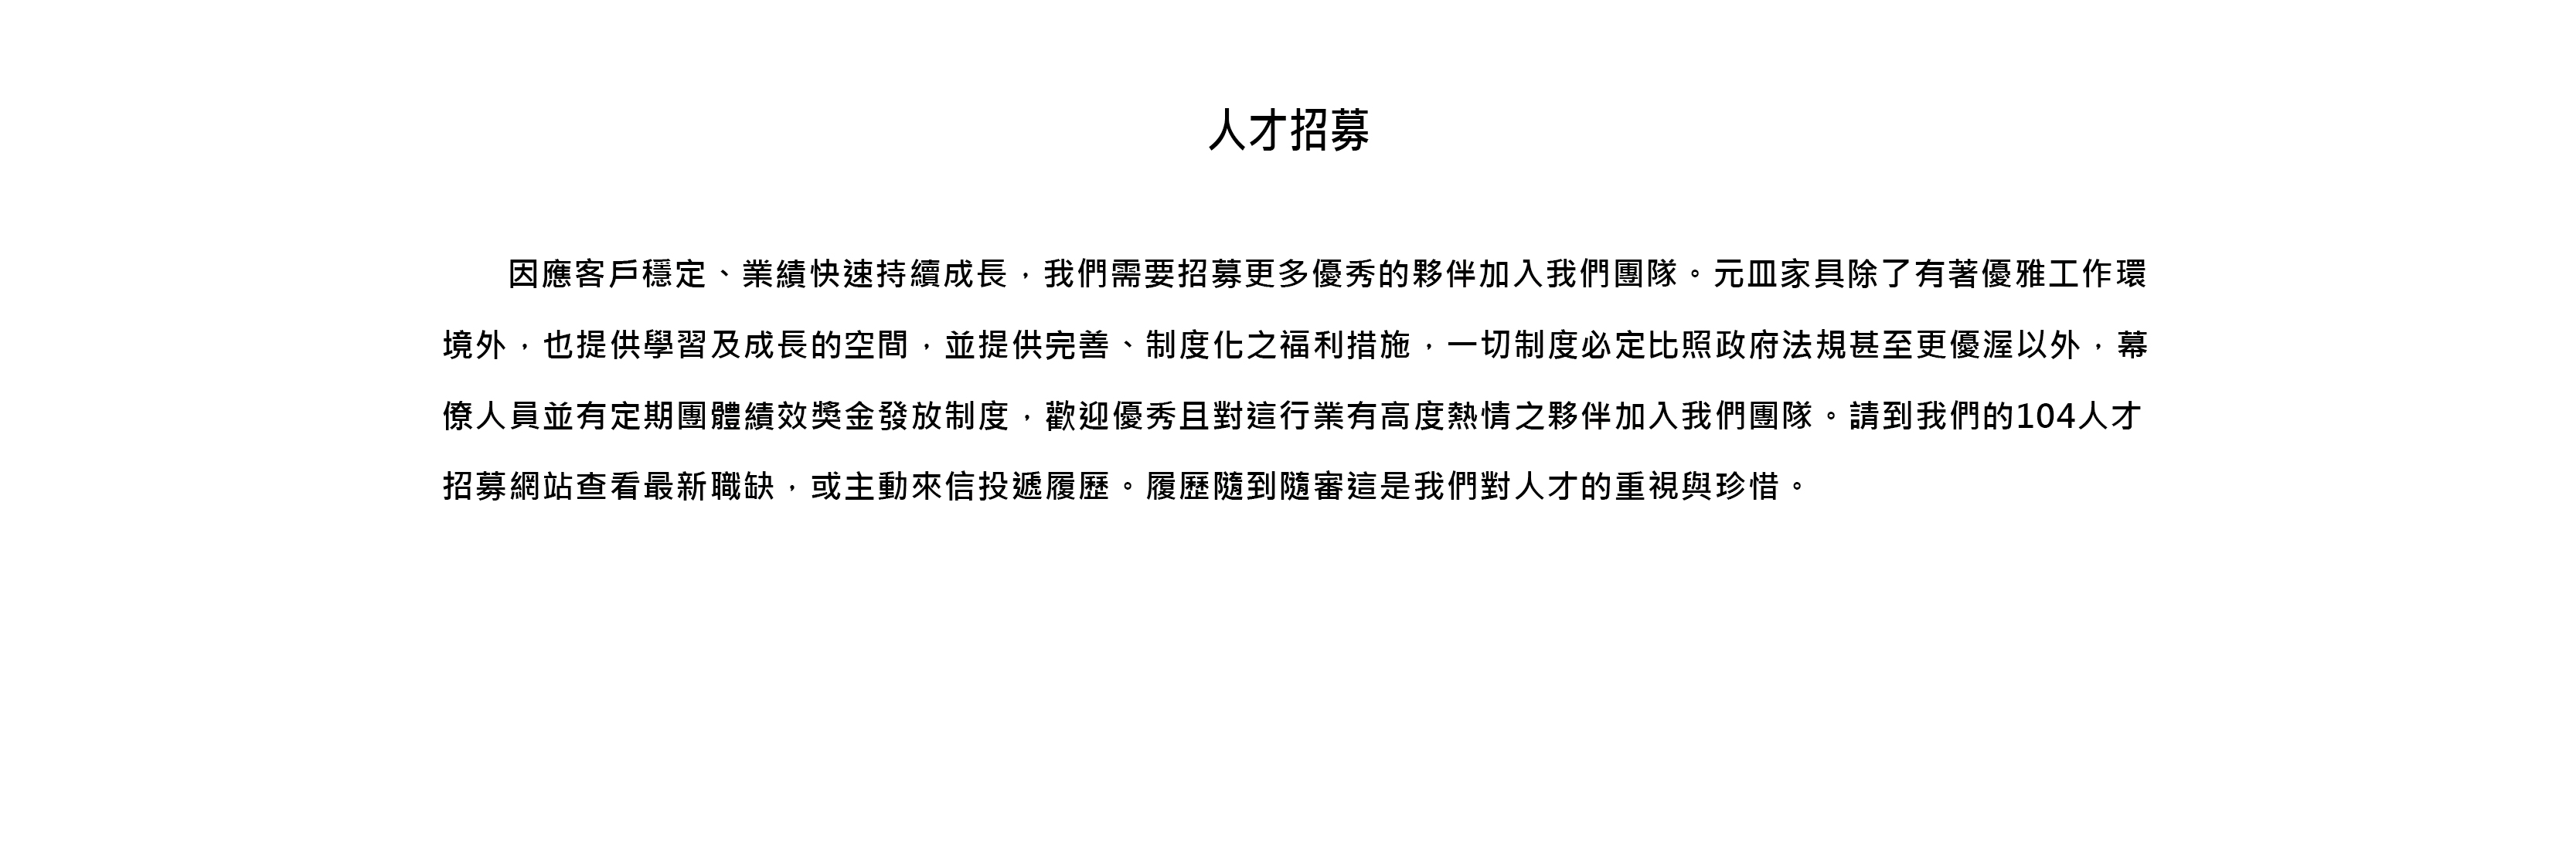 人才招募
因應客戶穩定、業績快速持續成長，我們需要招募更多優秀的夥伴加入我們團隊。元皿家具除了有著優雅工作環
境外，也提供學習及成長的空間，並提供完善、制度化之福利措施，一切制度必定比照政府法規甚至更優渥以外，幕
僚人員並有定期團體績效獎金發放制度，歡迎優秀且對這行業有高度熱情之夥伴加入我們團隊。請到我們的104人才
招募網站查看最新職缺，或主動來信投遞履歷。履歷隨到隨審這是我們對人才的重視與珍惜。